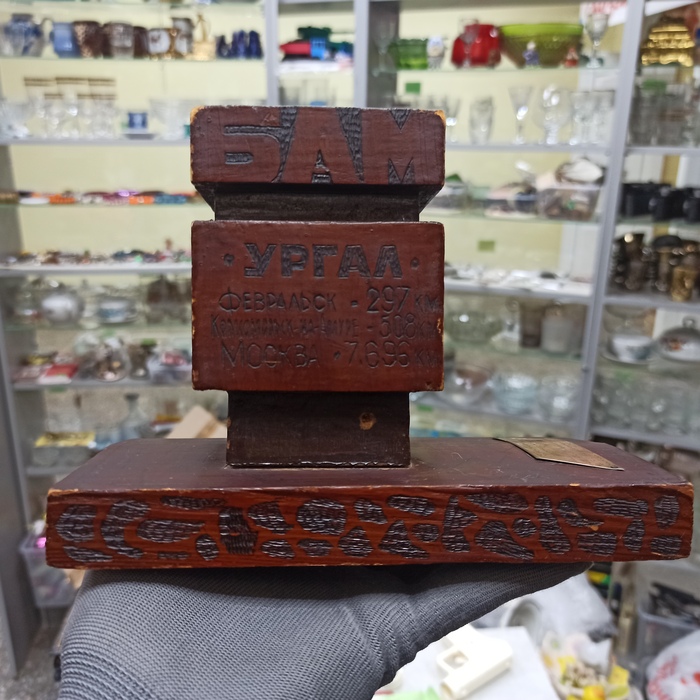 БАМ
·УРГАЛ·
ФЕВРАЛЬСК - 297 КМ
КОМСОМОЛЬСК-НА-АМУРЕ - 508 КМ
МОСКВА - 7.696 КМ